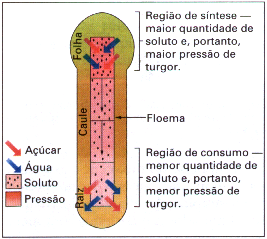 Região de síntese —
maior quantidade de
soluto e, portanto,
maior pressão de
turgor.
Folha
Caule
Floema
Raiz
Região de consumo —
menor quantidade de
soluto e, portanto,
menor pressão de
turgor.
Açúcar
Água
Soluto
Pressão